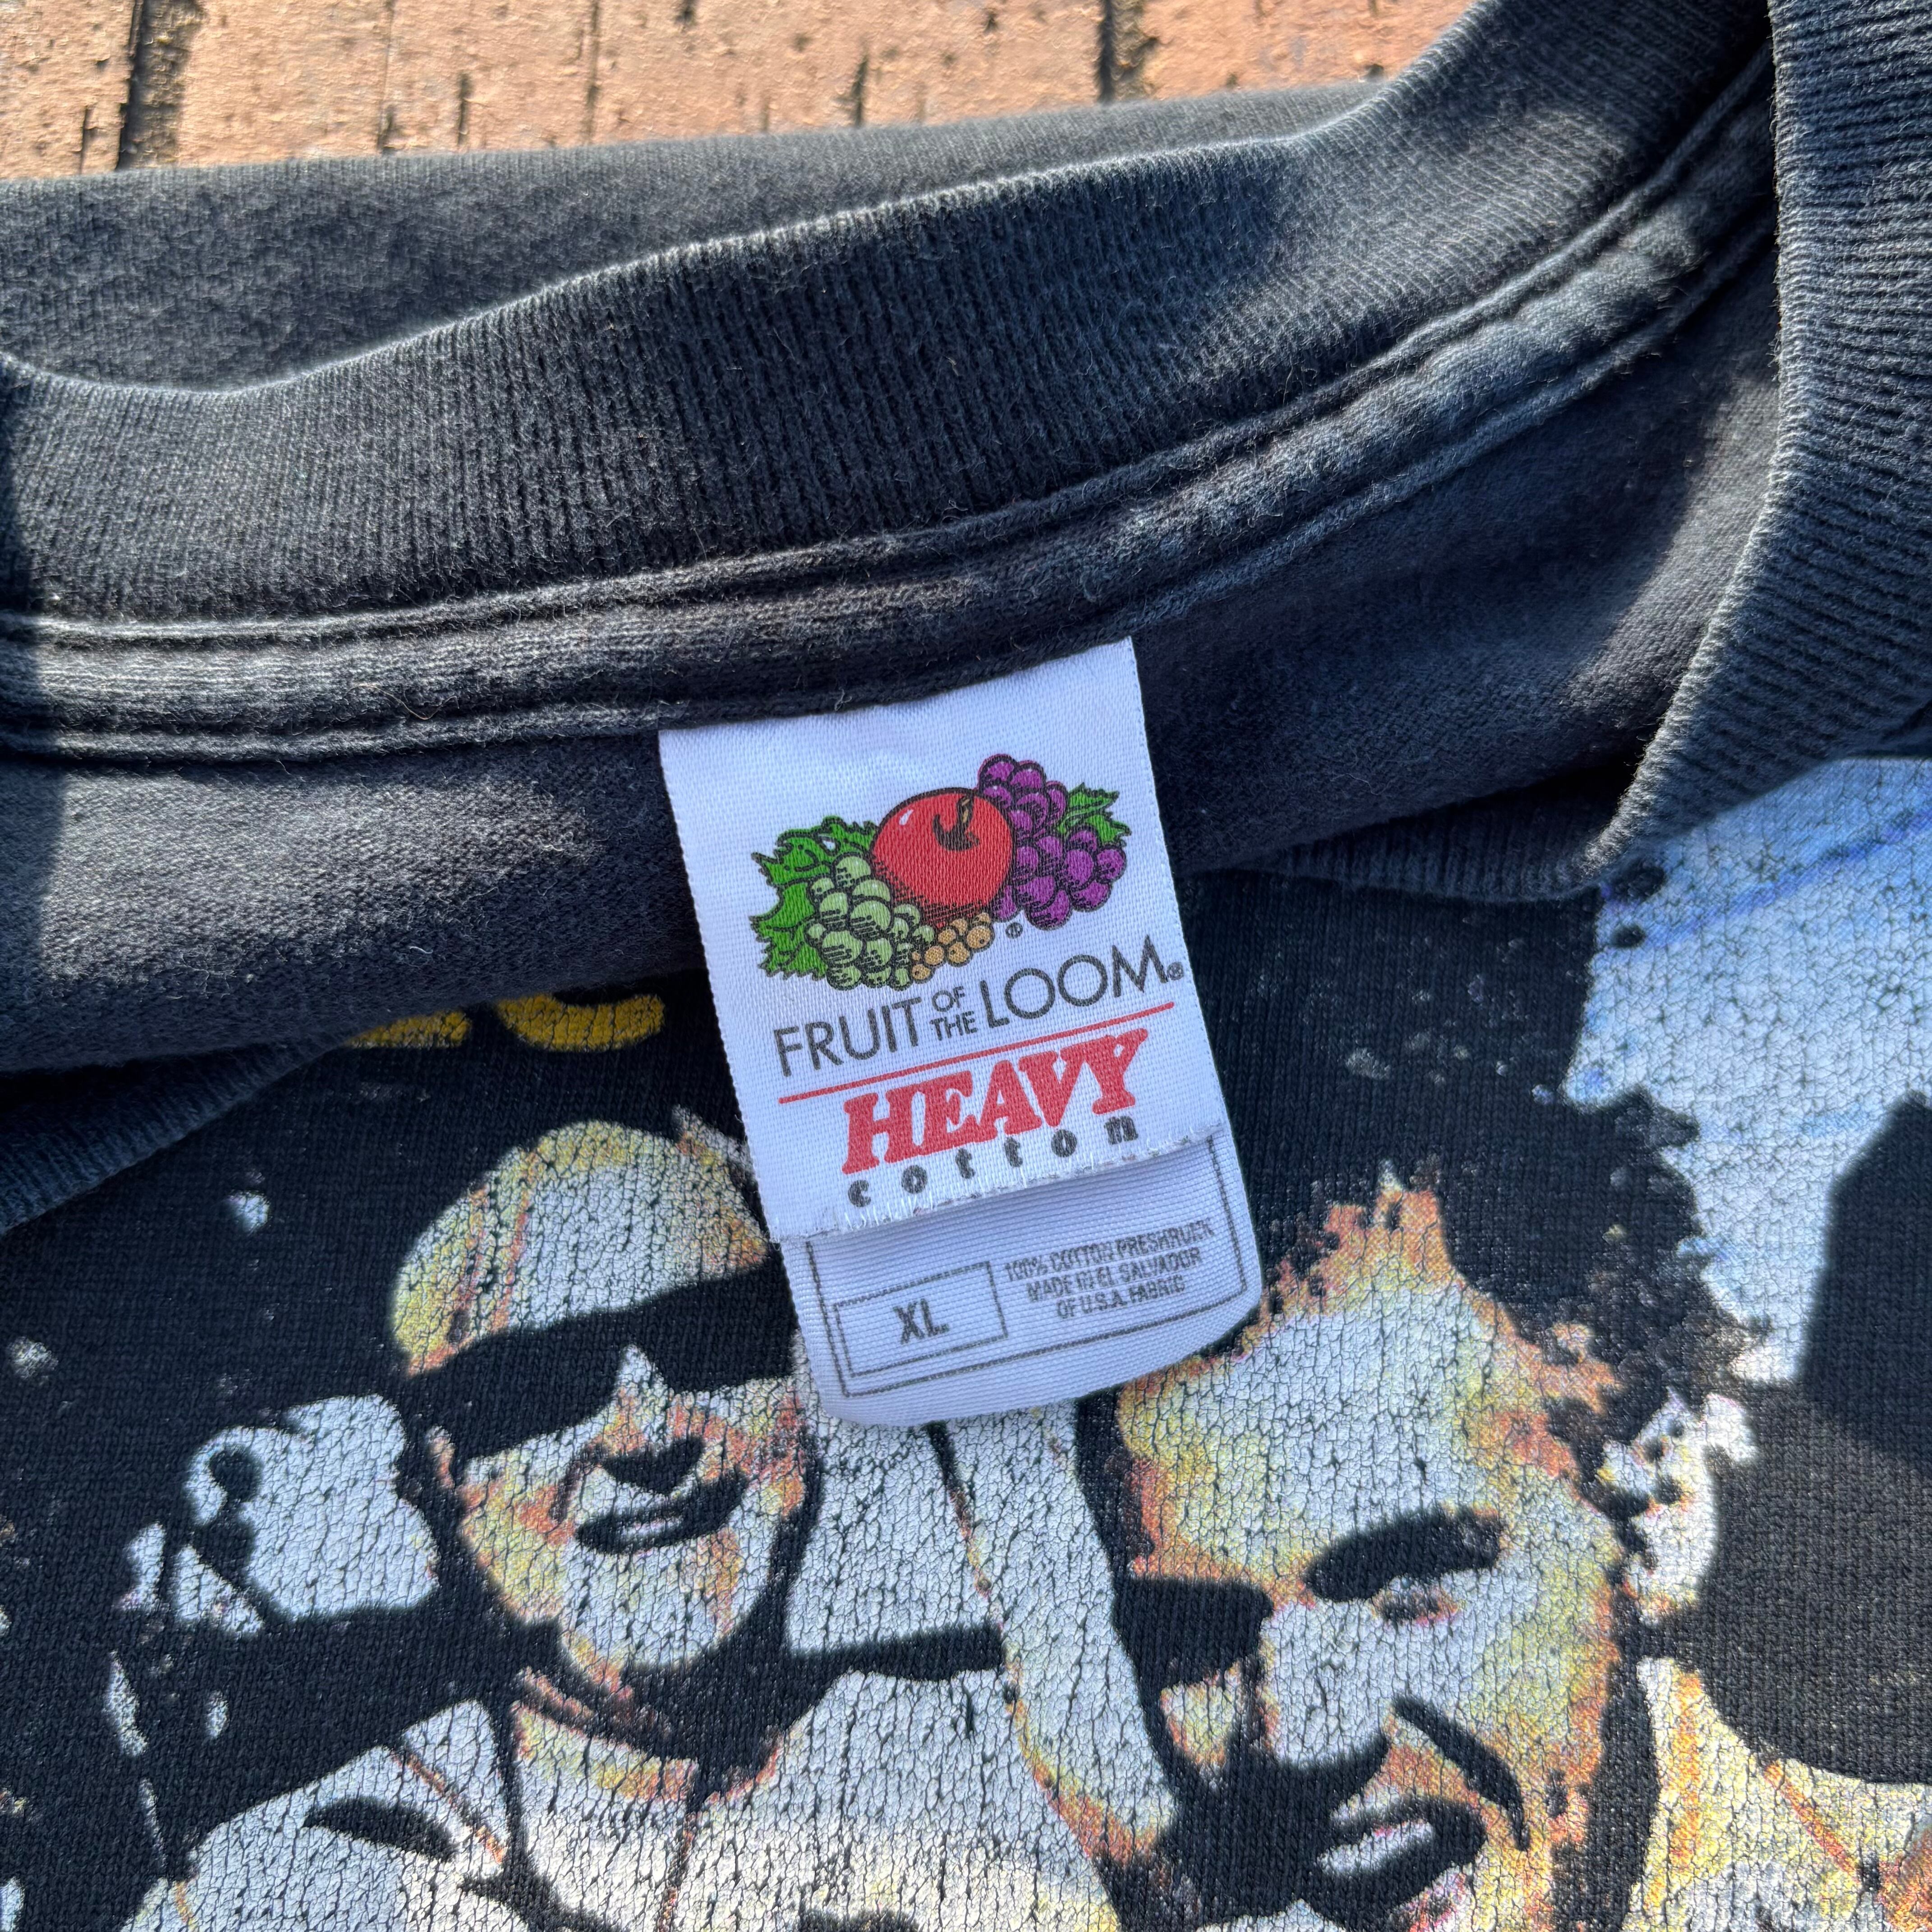 FRUIT OF THE LOOM®
HEAVY
cotton
XL
100% COTTON PRESHRUNK
MADE IN EL SALVADOR
OF U.S.A. FABRIC